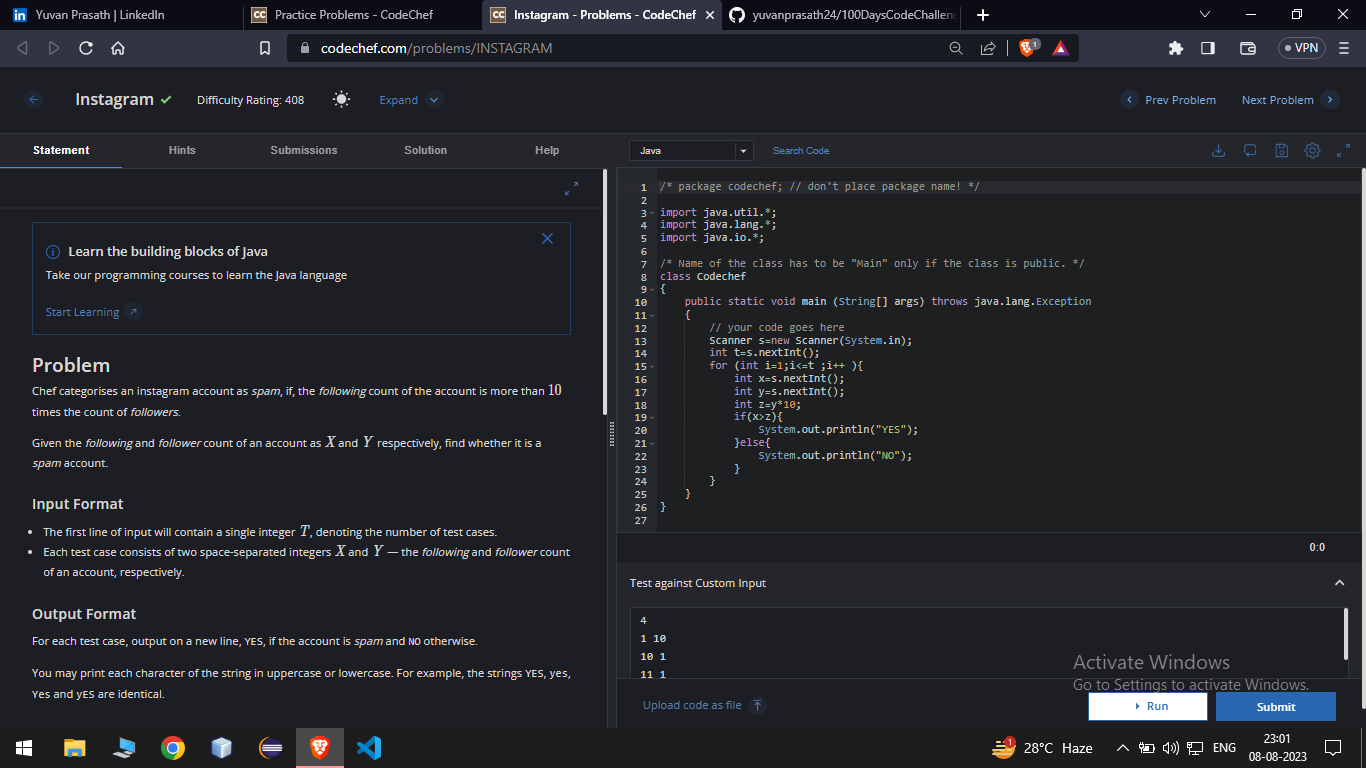 Yuvan Prasath | LinkedIn
Practice Problems - CodeChef
Instagram - Problems - CodeChef
yuvanprasath24/100DaysCodeChallen
codechef.com/problems/INSTAGRAM
1
VPN
Instagram
Difficulty Rating: 408
Expand
Prev Problem
Next Problem
Statement
Hints
Submissions
Solution
Help
Java
Search Code
Learn the building blocks of Java
Take our programming courses to learn the Java language
Start Learning
Problem
Chef categorises an instagram account as spam, if, the following count of the account is more than 10
times the count of followers.
Given the following and follower count of an account as X and Y respectively, find whether it is a
spam account.
Input Format
• The first line of input will contain a single integer T, denoting the number of test cases.
• Each test case consists of two space-separated integers X and Y — the following and follower count
of an account, respectively.
Output Format
For each test case, output on a new line, YES, if the account is spam and NO otherwise.
You may print each character of the string in uppercase or lowercase. For example, the strings YES, yes,
Yes and yES are identical.
1 /* package codechef; // don't place package name! */
2
3 import java.util.*;
4 import java.lang.*;
5 import java.io.*;
6
7 /* Name of the class has to be "Main" only if the class is public. */
8 class Codechef
9 {
10 public static void main (String[] args) throws java.lang.Exception
11 {
12 // your code goes here
13 Scanner s=new Scanner(System.in);
14 int t=s.nextInt();
15 for (int i=1;i<=t ;i++ ){
16 int x=s.nextInt();
17 int y=s.nextInt();
18 int z=y*10;
19 if(x>z){
20 System.out.println("YES");
21 }else{
22 System.out.println("NO");
23 }
24 }
25 }
26 }
27
0:0
Test against Custom Input
4
1 10
10 1
11 1
Activate Windows
Go to Settings to activate Windows.
Upload code as file
Run
Submit
1
28°C Haze
ENG
23:01
08-08-2023